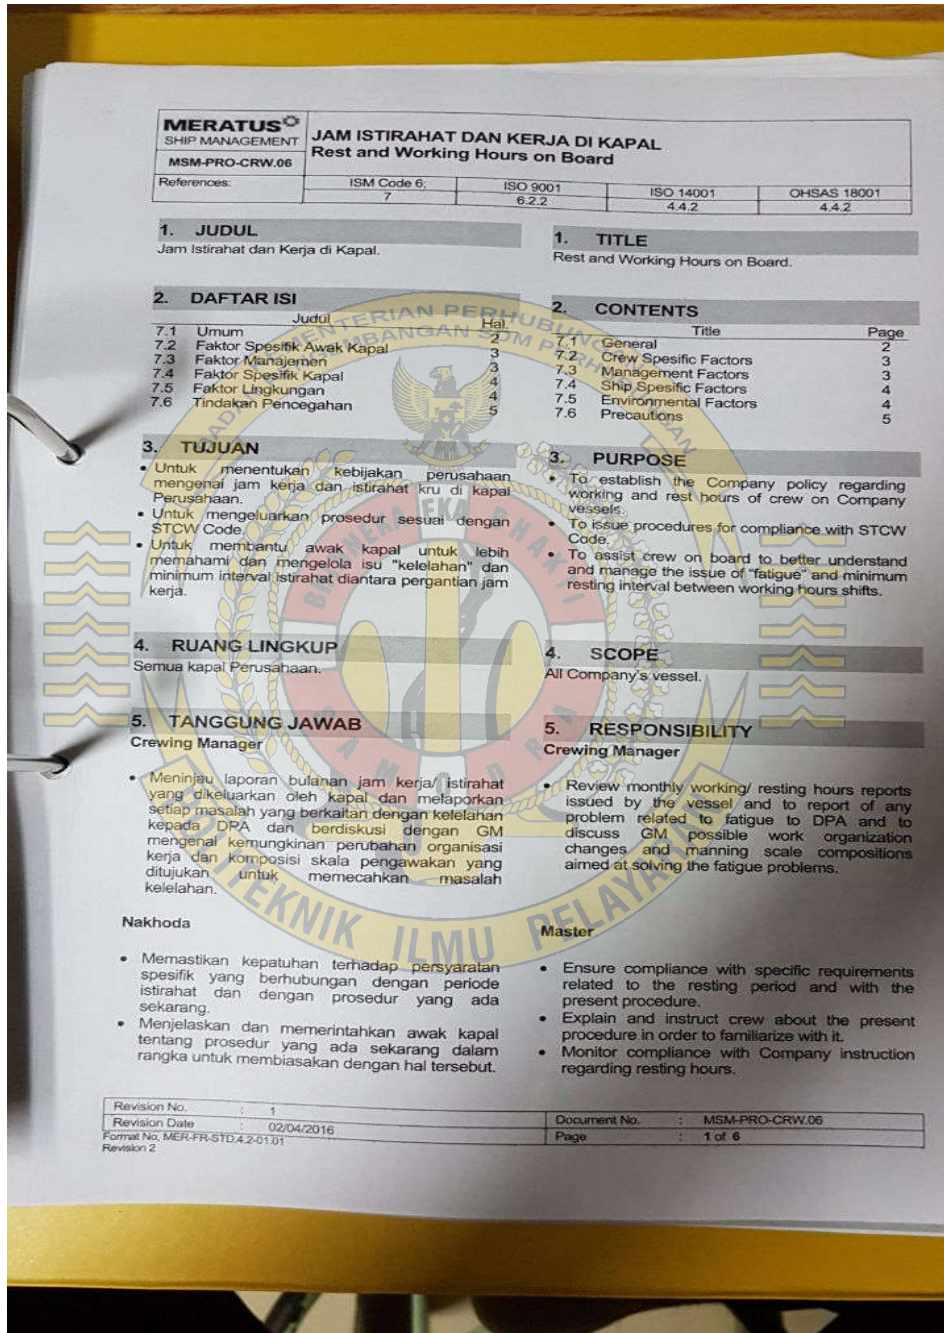 MERATUS
SHIP MANAGEMENT
MSM-PRO-CRW.06
JAM ISTIRAHAT DAN KERJA DI KAPAL
Rest and Working Hours on Board
References:
ISM Code 6;
7
ISO 9001
6.2.2
ISO 14001
4.4.2
OHSAS 18001
4.4.2
1. JUDUL
Jam Istirahat dan Kerja di Kapal.
2. DAFTAR ISI
Judul Hal.
7.1 Umum 2
7.2 Faktor Spesifik Awak Kapal 3
7.3 Faktor Manajemen 3
7.4 Faktor Spesifik Kapal 4
7.5 Faktor Lingkungan 4
7.6 Tindakan Pencegahan 5
3. TUJUAN
• Untuk menentukan kebijakan perusahaan
mengenai jam kerja dan istirahat kru di kapal
Perusahaan.
• Untuk mengeluarkan prosedur sesuai dengan
STCW Code.
• Untuk membantu awak kapal untuk lebih
memahami dan mengelola isu "kelelahan" dan
minimum interval istirahat diantara pergantian jam
kerja.
4. RUANG LINGKUP
Semua kapal Perusahaan.
5. TANGGUNG JAWAB
Crewing Manager
• Meninjau laporan bulanan jam kerja/ istirahat
yang dikeluarkan oleh kapal dan melaporkan
setiap masalah yang berkaitan dengan kelelahan
kepada DPA dan berdiskusi dengan GM
mengenai kemungkinan perubahan organisasi
kerja dan komposisi skala pengawakan yang
ditujukan untuk memecahkan masalah
kelelahan.
Nakhoda
• Memastikan kepatuhan terhadap persyaratan
spesifik yang berhubungan dengan periode
istirahat dan dengan prosedur yang ada
sekarang.
• Menjelaskan dan memerintahkan awak kapal
tentang prosedur yang ada sekarang dalam
rangka untuk membiasakan dengan hal tersebut.
1. TITLE
Rest and Working Hours on Board.
2. CONTENTS
Title Page
7.1 General 2
7.2 Crew Spesific Factors 3
7.3 Management Factors 3
7.4 Ship Spesific Factors 4
7.5 Environmental Factors 4
7.6 Precautions 5
3. PURPOSE
• To establish the Company policy regarding
working and rest hours of crew on Company
vessels.
• To issue procedures for compliance with STCW
Code.
• To assist crew on board to better understand
and manage the issue of "fatigue" and minimum
resting interval between working hours shifts.
4. SCOPE
All Company's vessel.
5. RESPONSIBILITY
Crewing Manager
• Review monthly working/ resting hours reports
issued by the vessel and to report of any
problem related to fatigue to DPA and to
discuss GM possible work organization
changes and manning scale compositions
aimed at solving the fatigue problems.
Master
• Ensure compliance with specific requirements
related to the resting period and with the
present procedure.
• Explain and instruct crew about the present
procedure in order to familiarize with it.
• Monitor compliance with Company instruction
regarding resting hours.
Revision No. : 1
Revision Date : 02/04/2016
Document No. : MSM-PRO-CRW.06
Page : 1 of 6
Format No, MER-FR-STD.4.2-01.01
Revision 2
BHINEKA EKA BHAKTI
SAMODRA
POLITEKNIK ILMU PELAYARAN